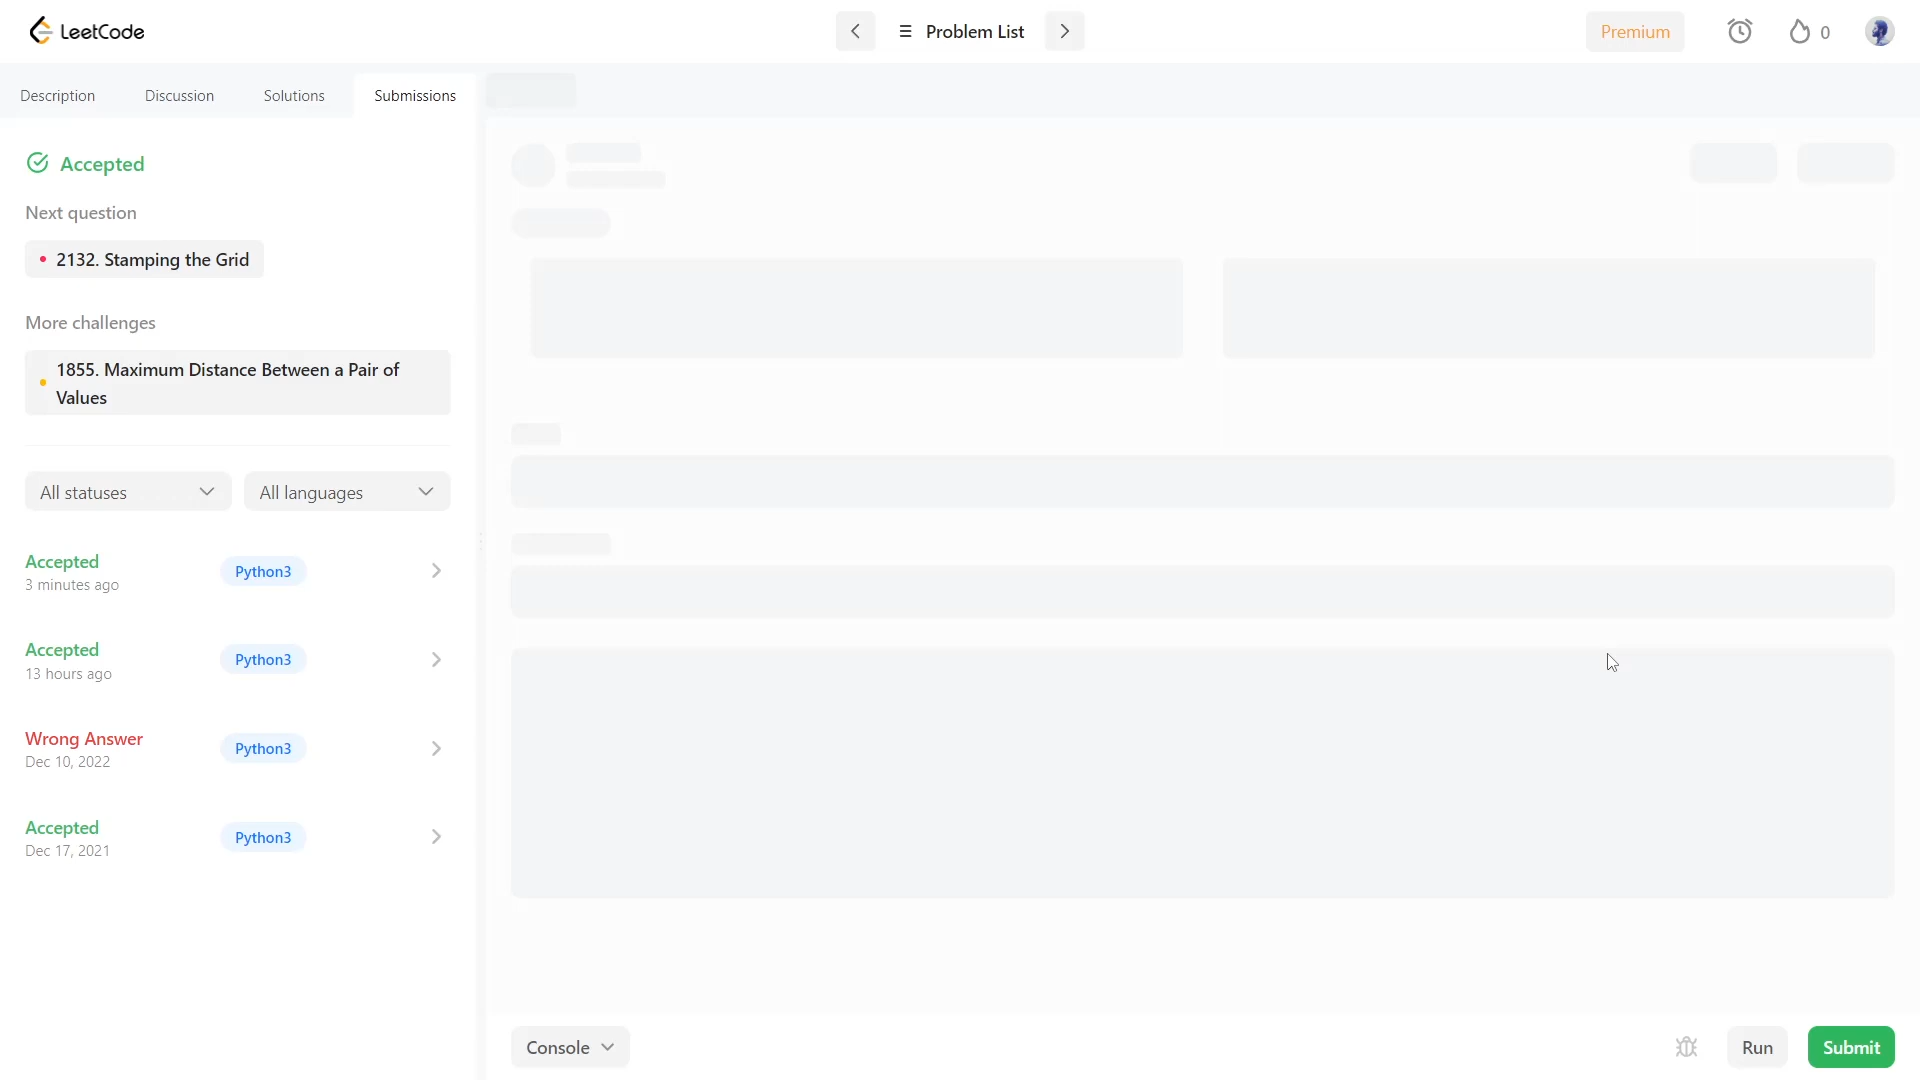 LeetCode
Problem List
Premium
0
Description
Discussion
Solutions
Submissions
Accepted
Next question
2132. Stamping the Grid
More challenges
1855. Maximum Distance Between a Pair of
Values
All statuses
All languages
Accepted
Python3
3 minutes ago
Accepted
Python3
13 hours ago
Wrong Answer
Python3
Dec 10, 2022
Accepted
Python3
Dec 17, 2021
Console
Run
Submit